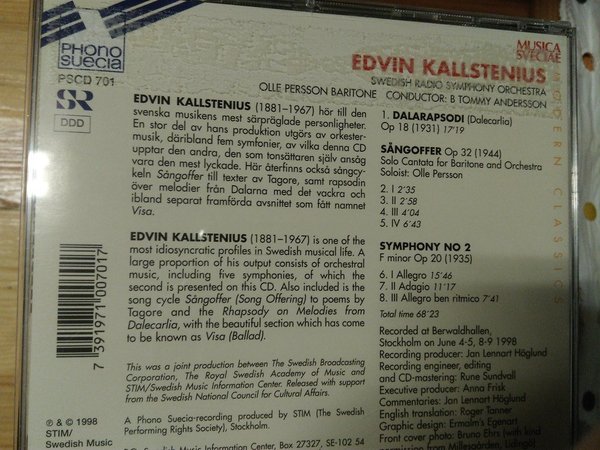 PHONO
SUECIA
PSCD 701
SR
DDD
MUSICA
SVECIAE
MODERN CLASSICS
EDVIN KALLSTENIUS
SWEDISH RADIO SYMPHONY ORCHESTRA
OLLE PERSSON BARITONE CONDUCTOR: B TOMMY ANDERSSON
EDVIN KALLSTENIUS (1881–1967) hör till den
svenska musikens mest särpräglade personligheter.
En stor del av hans produktion utgörs av orkester-
musik, däribland fem symfonier, av vilka denna CD
upptar den andra, den som tonsättaren själv ansåg
vara den mest lyckade. Här återfinns också sångcy-
keln Sångoffer till texter av Tagore, samt rapsodin
över melodier från Dalarna med det vackra och
ibland separat framförda avsnittet som fått namnet
Visa.
EDVIN KALLSTENIUS (1881–1967) is one of the
most idiosyncratic profiles in Swedish musical life. A
large proportion of his output consists of orchestral
music, including five symphonies, of which the
second is presented on this CD. Also included is the
song cycle Sångoffer (Song Offering) to poems by
Tagore and the Rhapsody on Melodies from
Dalecarlia, with the beautiful section which has come
to be known as Visa (Ballad).
This was a joint production between The Swedish Broadcasting
Corporation, The Royal Swedish Academy of Music and
STIM/Swedish Music Information Center. Released with support
from the Swedish National Council for Cultural Affairs.
A Phono Suecia-recording produced by STIM (The Swedish
Performing Rights Society), Stockholm.
Music Information Center, Box 27327, SE-102 54
7 391971 007017
℗ & © 1998
STIM/
Swedish Music
1. DALARAPSODI (Dalecarlia)
Op 18 (1931) 17'19
SÅNGOFFER Op 32 (1944)
Solo Cantata for Baritone and Orchestra
Soloist: Olle Persson
2. I 2'35
3. II 2'58
4. III 4'04
5. IV 6'43
SYMPHONY NO 2
F minor Op 20 (1935)
6. I Allegro 15'46
7. II Adagio 11'17
8. III Allegro ben ritmico 7'41
Total time 68'23
Recorded at Berwaldhallen,
Stockholm on June 4-5, 8-9 1998
Recording producer: Jan Lennart Höglund
Recording engineer, editing
and CD-mastering: Rune Sundvall
Executive producer: Anna Frisk
Commentaries: Jan Lennart Höglund
English translation: Roger Tanner
Graphic design: Ermalm's Egenart
Front cover photo: Bruno Ehrs (with kind
permission from Millesgården, Lidingö)